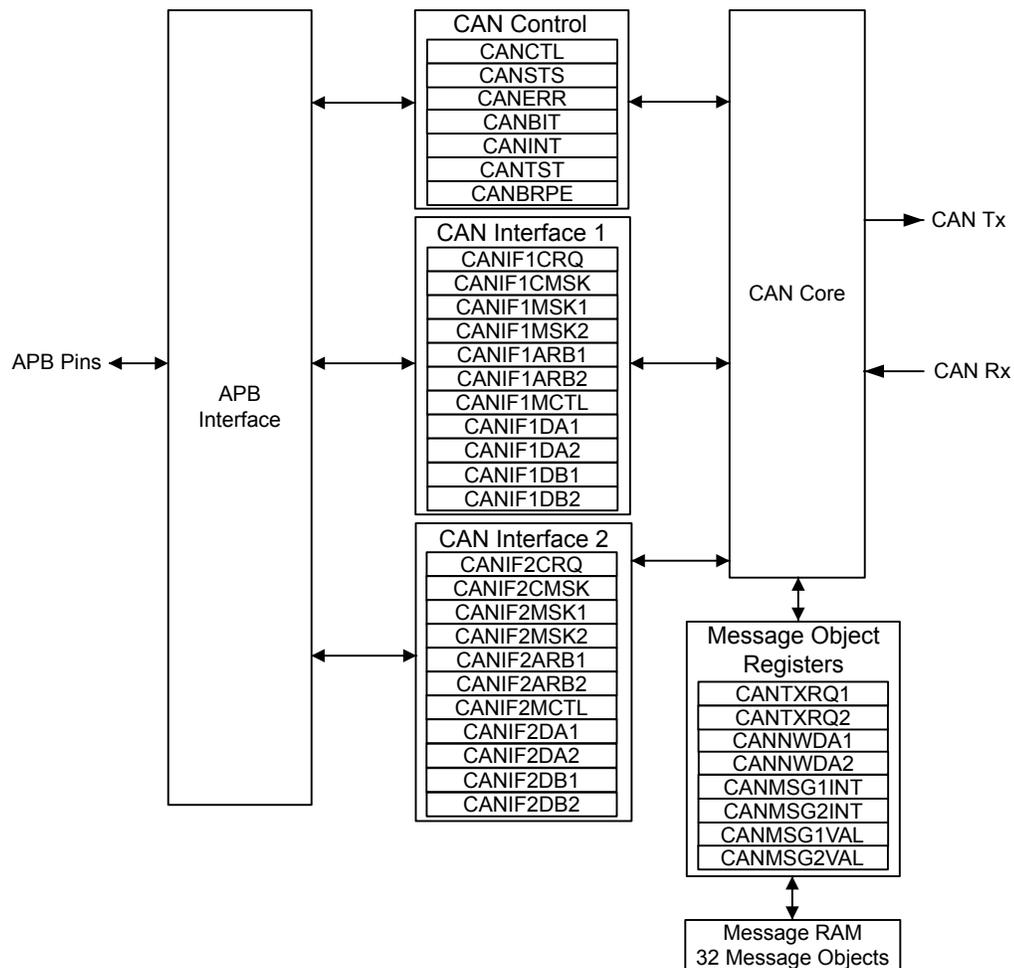 CAN Control
CANCTL
CANSTS
CANERR
CANBIT
CANINT
CANTST
CANBRPE
CAN Interface 1
CANIF1CRQ
CANIF1CMSK
CANIF1MSK1
CANIF1MSK2
CANIF1ARB1
CANIF1ARB2
CANIF1MCTL
CANIF1DA1
CANIF1DA2
CANIF1DB1
CANIF1DB2
CAN Interface 2
CANIF2CRQ
CANIF2CMSK
CANIF2MSK1
CANIF2MSK2
CANIF2ARB1
CANIF2ARB2
CANIF2MCTL
CANIF2DA1
CANIF2DA2
CANIF2DB1
CANIF2DB2
APB Pins
APB
Interface
CAN Core
CAN Tx
CAN Rx
Message Object
Registers
CANTXRQ1
CANTXRQ2
CANNWDA1
CANNWDA2
CANMSG1INT
CANMSG2INT
CANMSG1VAL
CANMSG2VAL
Message RAM
32 Message Objects